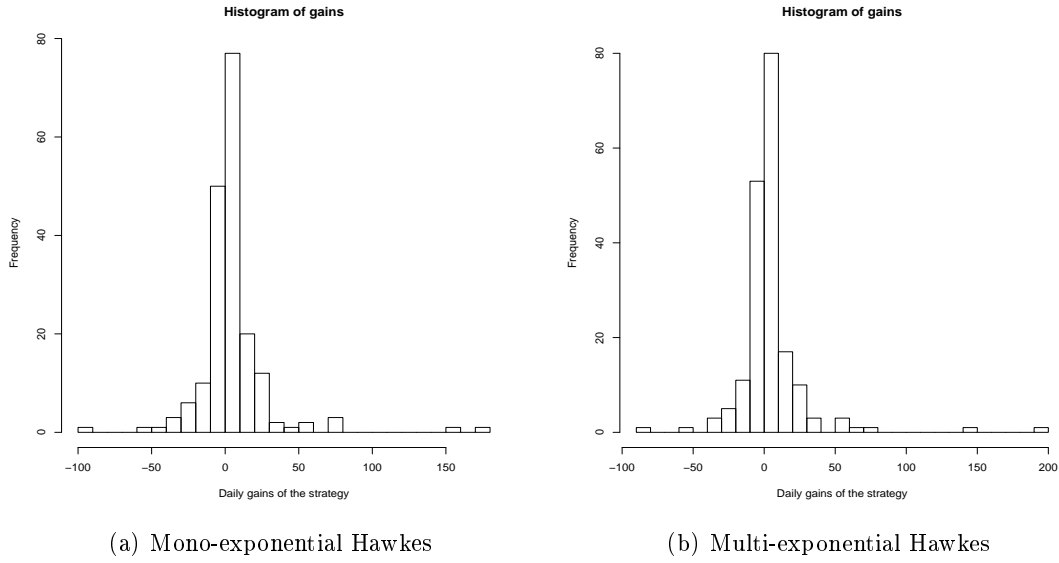 Histogram of gains
Frequency
0 20 40 60 80
−100 −50 0 50 100 150
Daily gains of the strategy
(a) Mono-exponential Hawkes
Histogram of gains
Frequency
0 20 40 60 80
−100 −50 0 50 100 150 200
Daily gains of the strategy
(b) Multi-exponential Hawkes